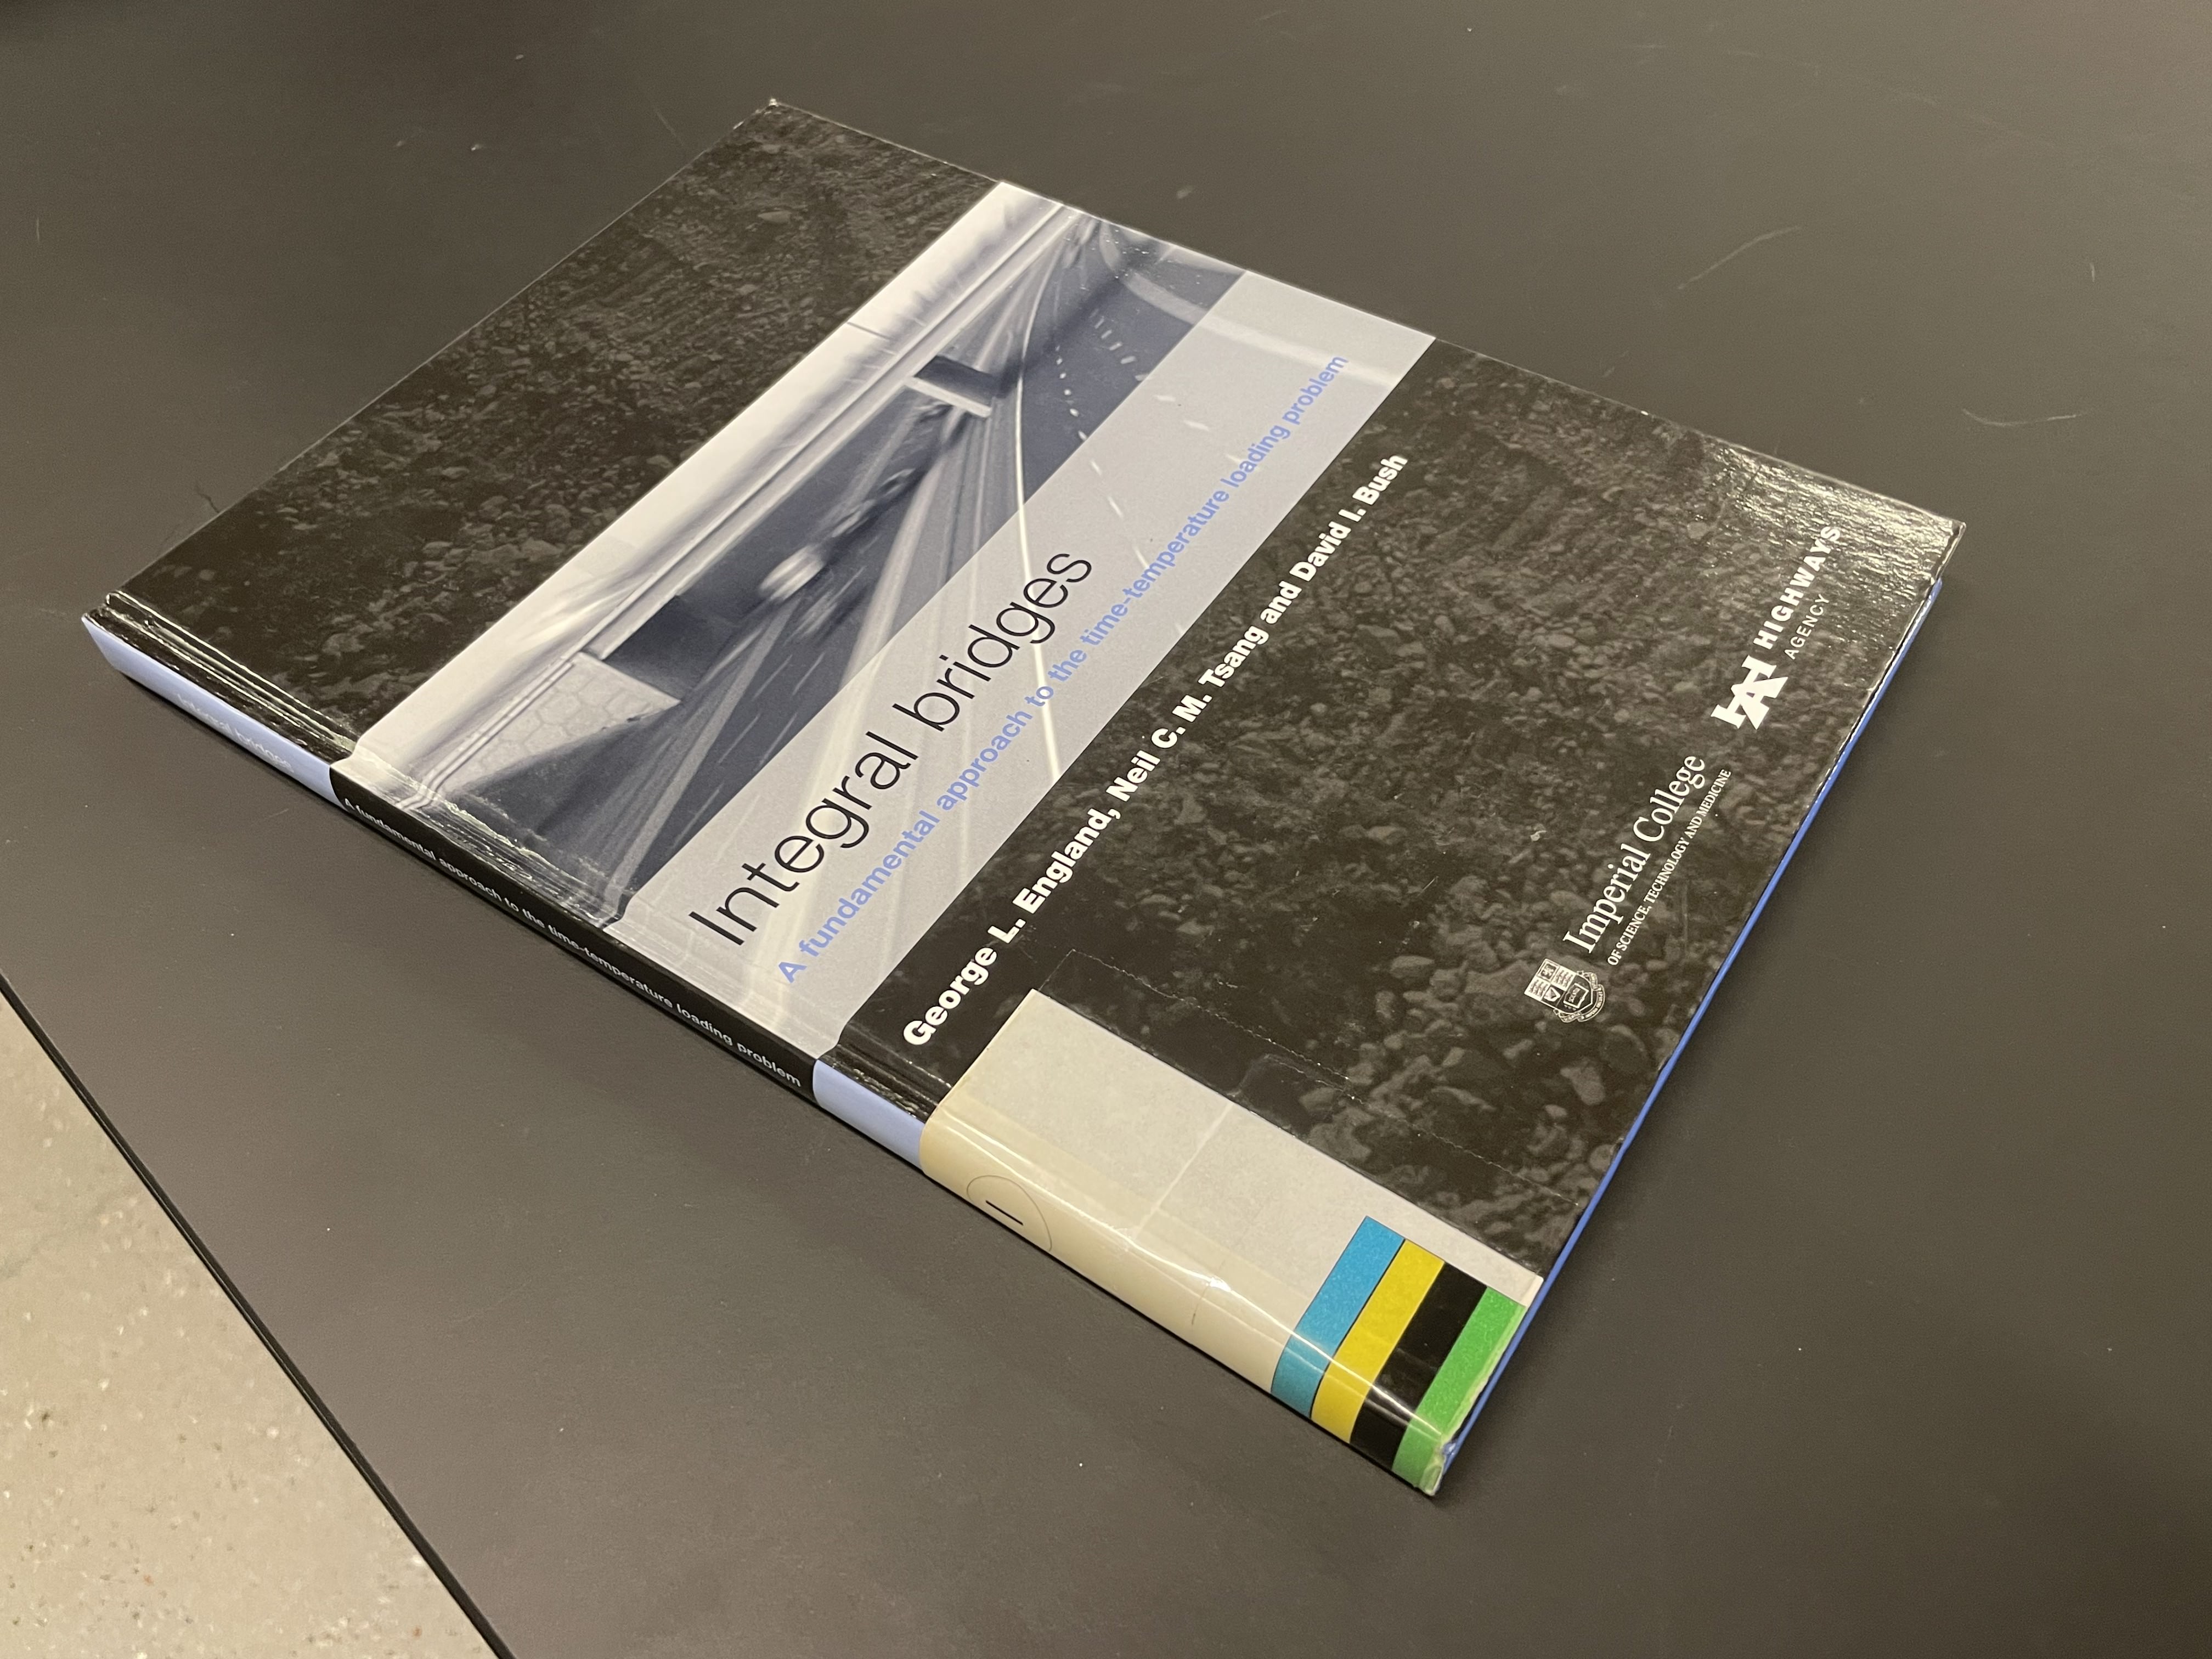 Integral bridges
A fundamental approach to the time-temperature loading problem
George L. England, Neil C. M. Tsang and David I. Bush
Imperial College
OF SCIENCE, TECHNOLOGY AND MEDICINE
HA HIGHWAYS
AGENCY
Integral bridges
A fundamental approach to the time-temperature loading problem